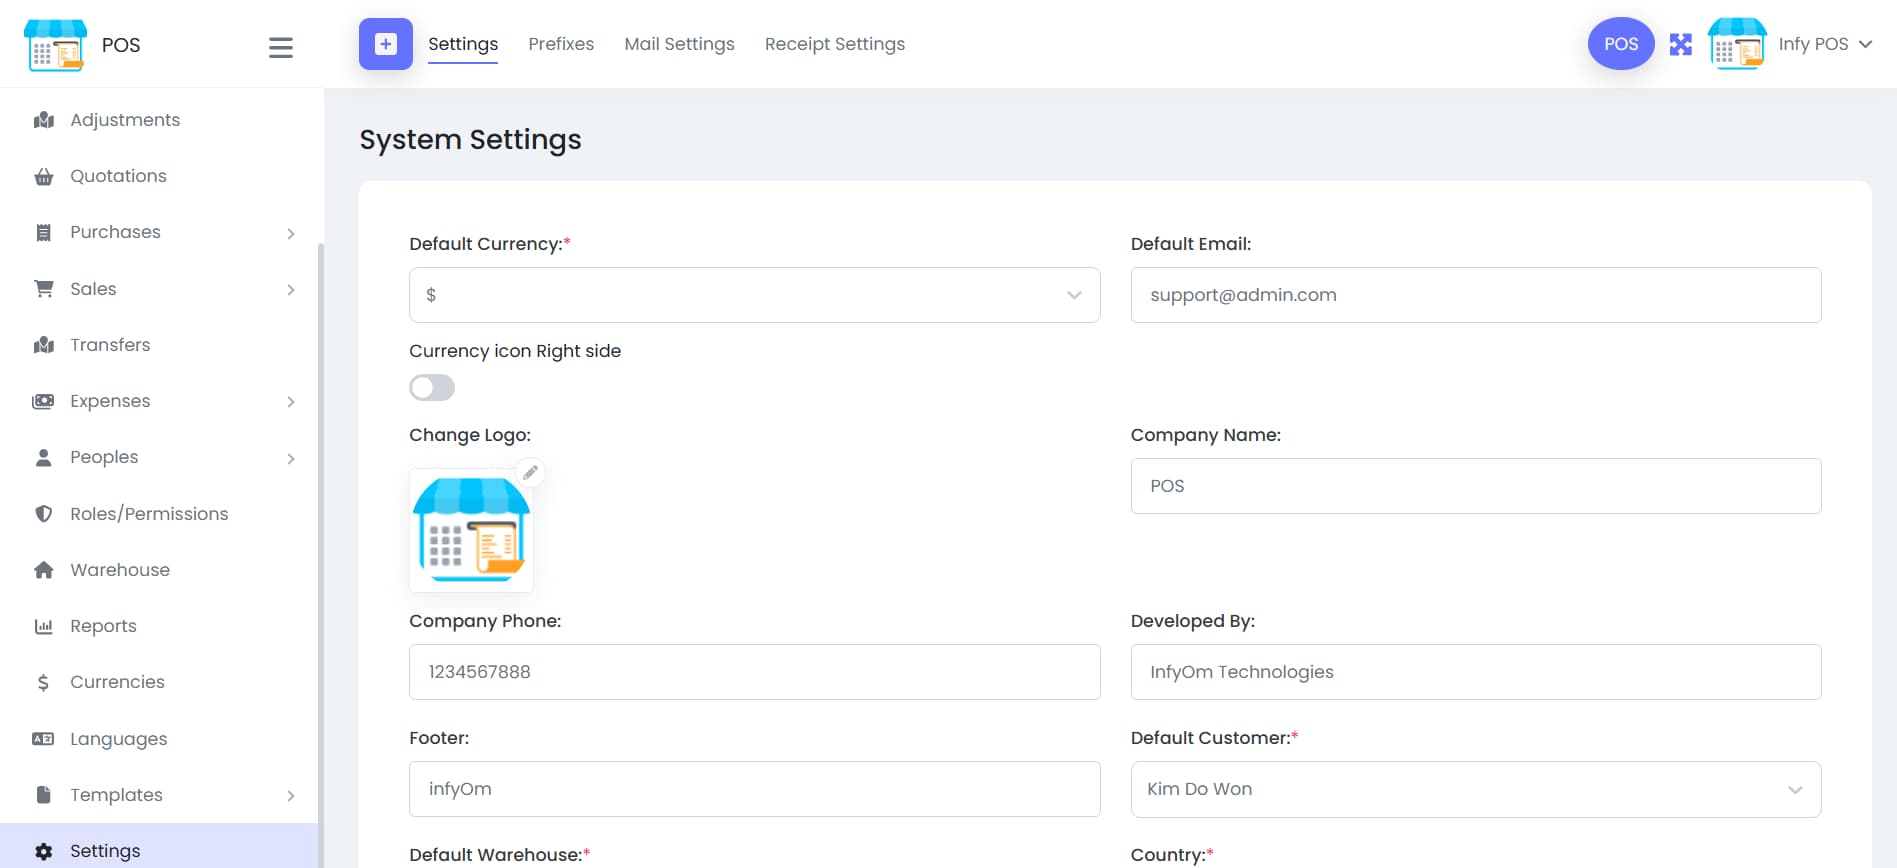 POS
Settings Prefixes Mail Settings Receipt Settings
POS
Infy POS
Adjustments
Quotations
Purchases
Sales
Transfers
Expenses
Peoples
Roles/Permissions
Warehouse
Reports
$ Currencies
Languages
Templates
Settings
System Settings
Default Currency:*
$
Default Email:
support@admin.com
Currency icon Right side
Change Logo:
Company Name:
POS
Company Phone:
1234567888
Developed By:
InfyOm Technologies
Footer:
infyOm
Default Customer:*
Kim Do Won
Default Warehouse:*
Country:*